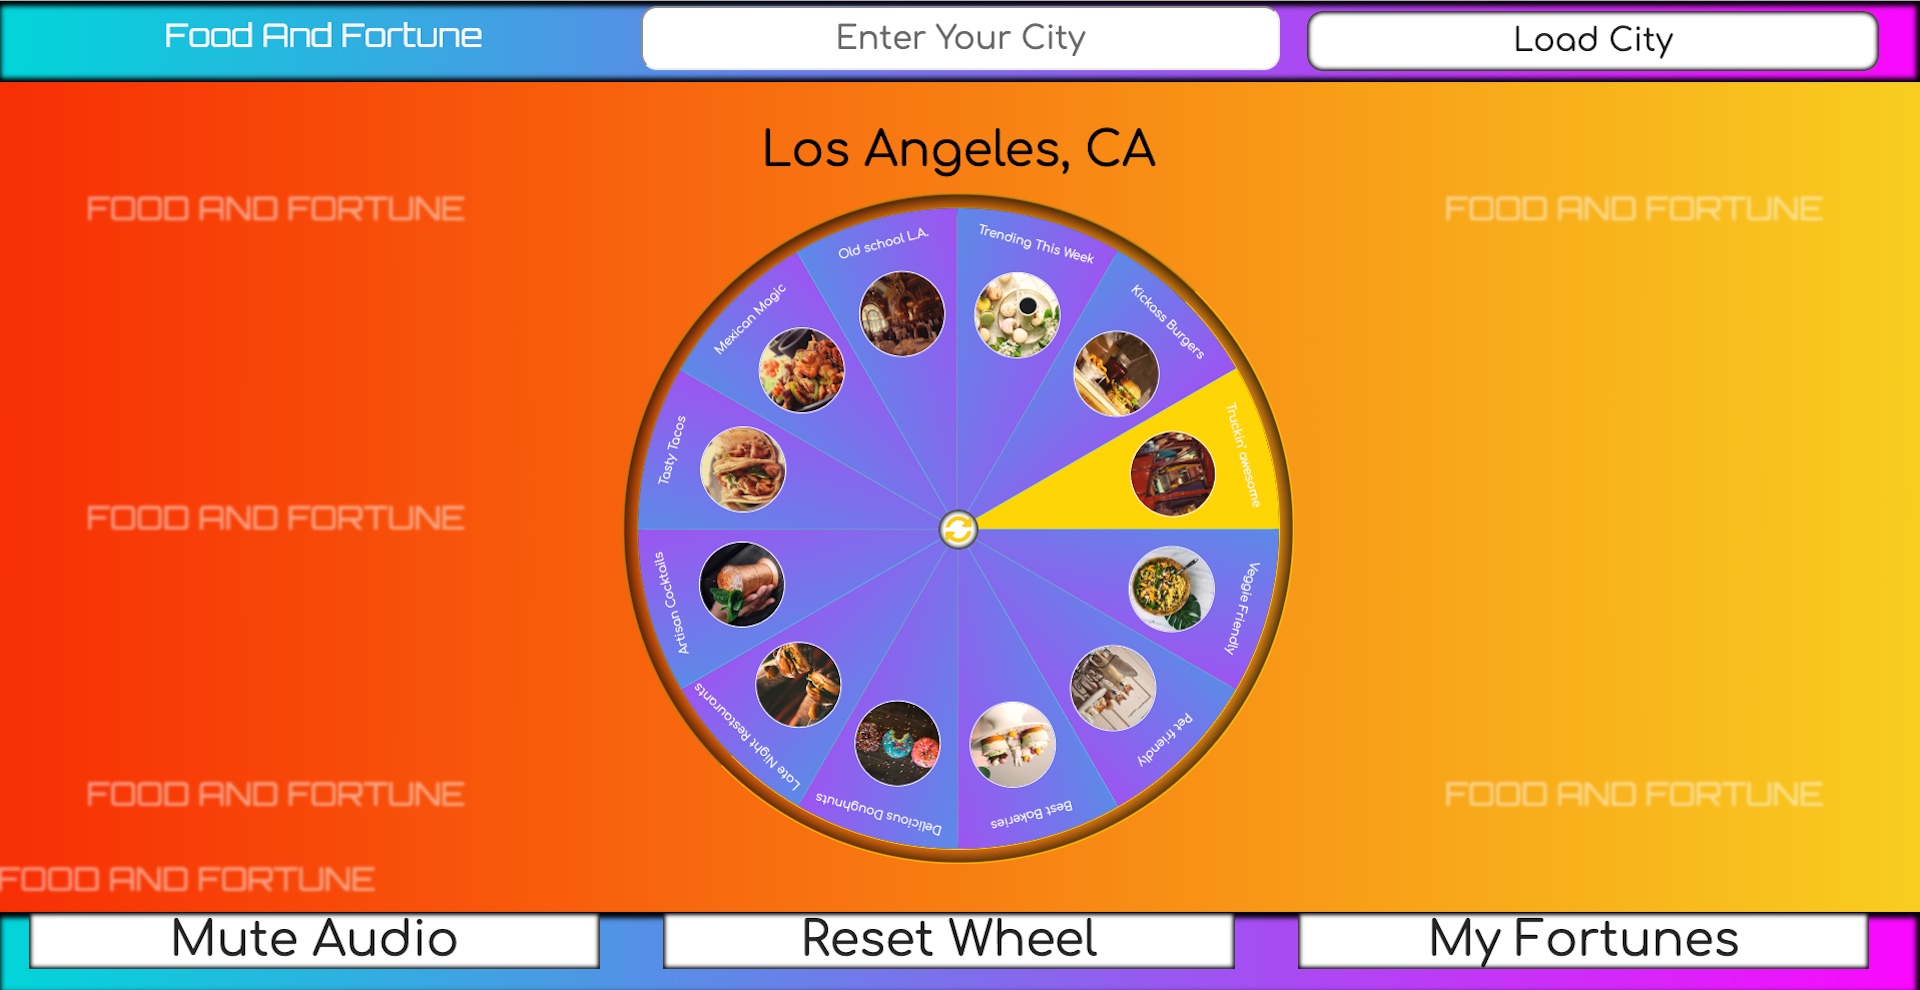 Food And Fortune
Enter Your City
Load City
Los Angeles, CA
FOOD AND FORTUNE
FOOD AND FORTUNE
Old school L.A.
Trending This Week
Mexican Magic
Kickass Burgers
Tasty Tacos
Truckin' awesome
FOOD AND FORTUNE
Artisan Cocktails
Veggie Friendly
Late Night Restaurants
Pet friendly
Delicious Doughnuts
Best Bakeries
FOOD AND FORTUNE
FOOD AND FORTUNE
FOOD AND FORTUNE
Mute Audio
Reset Wheel
My Fortunes